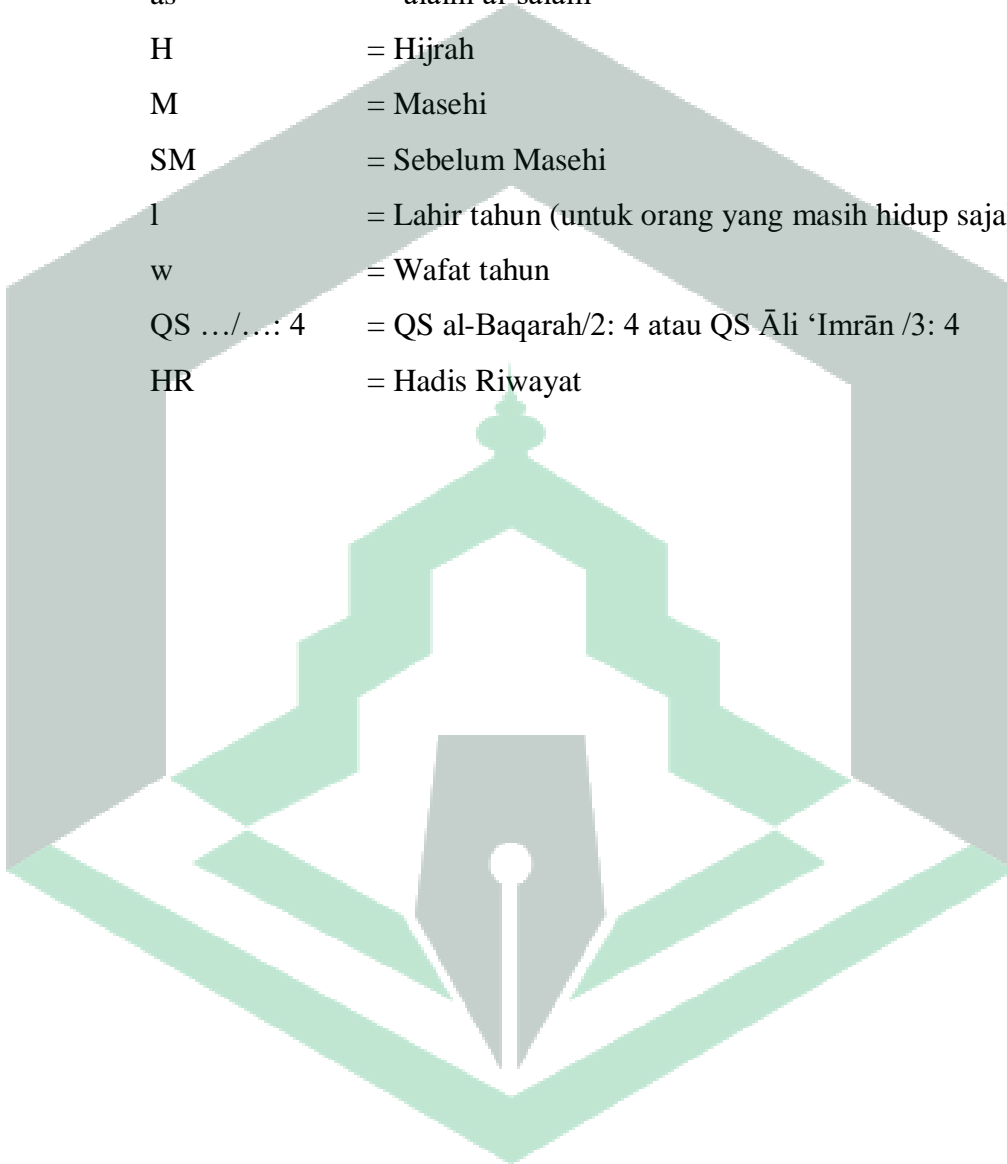 H = Hijrah
M = Masehi
SM = Sebelum Masehi
l = Lahir tahun (untuk orang yang masih hidup saja
w = Wafat tahun
QS …/…: 4 = QS al-Baqarah/2: 4 atau QS Āli ‘Imrān /3: 4
HR = Hadis Riwayat